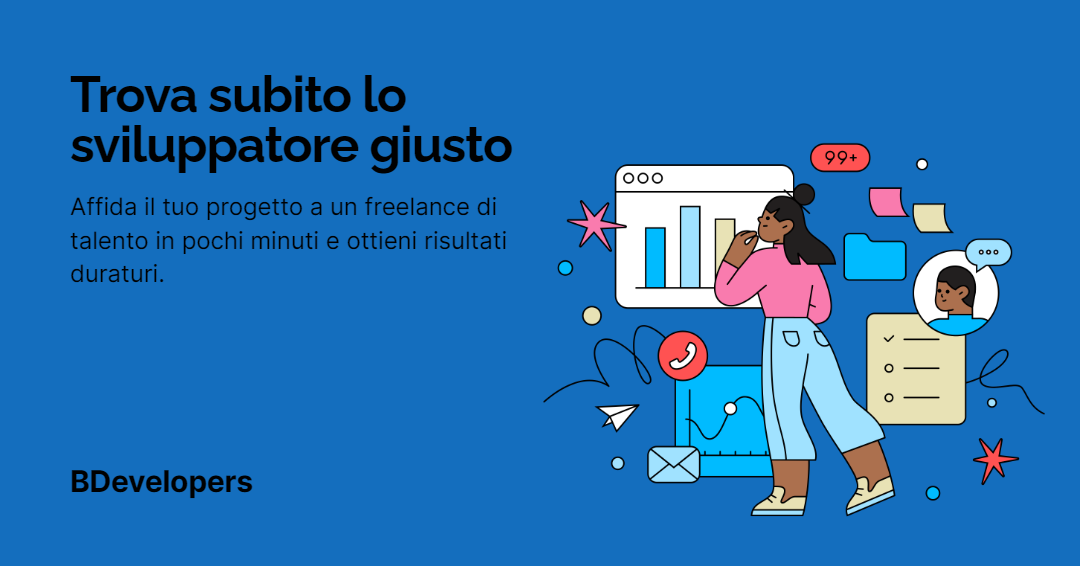 Trova subito lo
sviluppatore giusto
Affida il tuo progetto a un freelance di
talento in pochi minuti e ottieni risultati
duraturi.
99+
BDevelopers